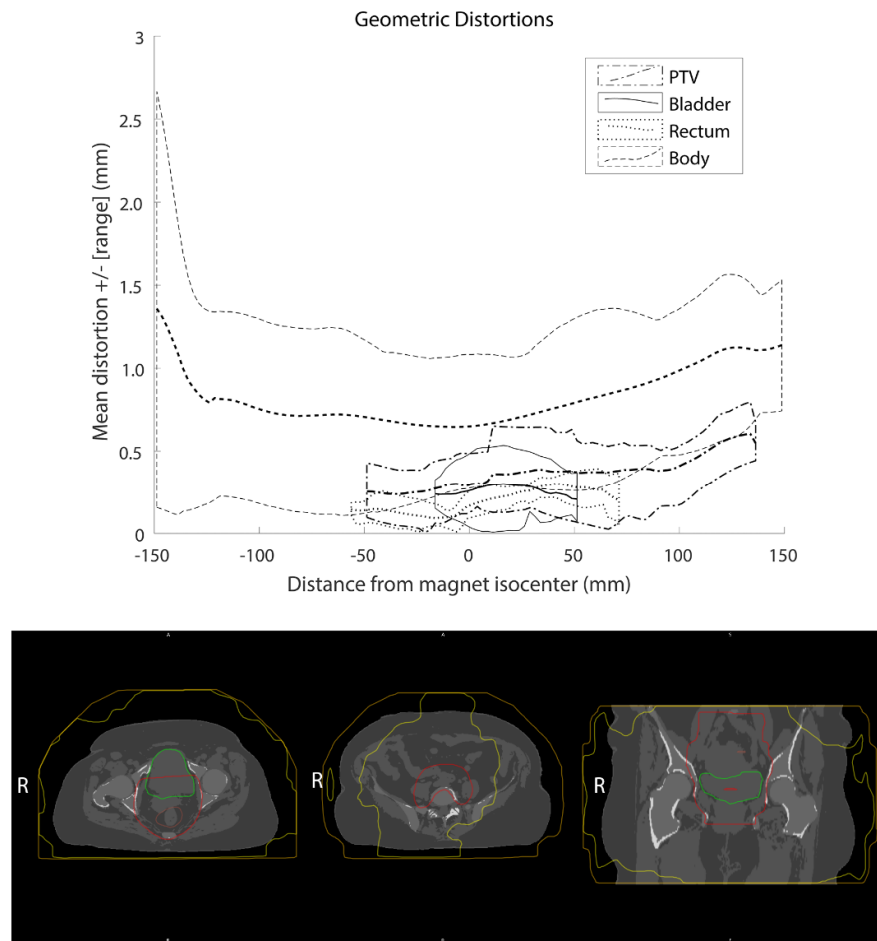 Geometric Distortions
3
2.5
2.0
1.5
1.0
0.5
0
Mean distortion +/- [range] (mm)
PTV
Bladder
Rectum
Body
-150 -100 -50 0 50 100 150
Distance from magnet isocenter (mm)
R R R